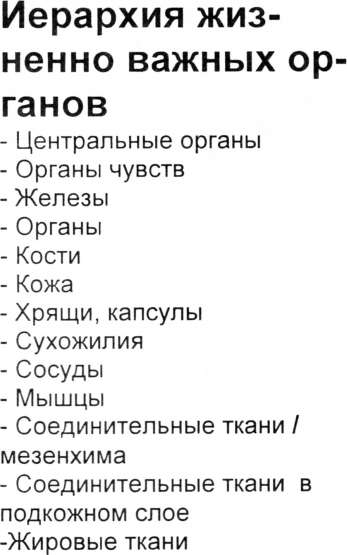 Иерархия жиз-
ненно важных ор-
ганов
- Центральные органы
- Органы чувств
- Железы
- Органы
- Кости
- Кожа
- Хрящи, капсулы
- Сухожилия
- Сосуды
- Мышцы
- Соединительные ткани /
мезенхима
- Соединительные ткани в
подкожном слое
-Жировые ткани